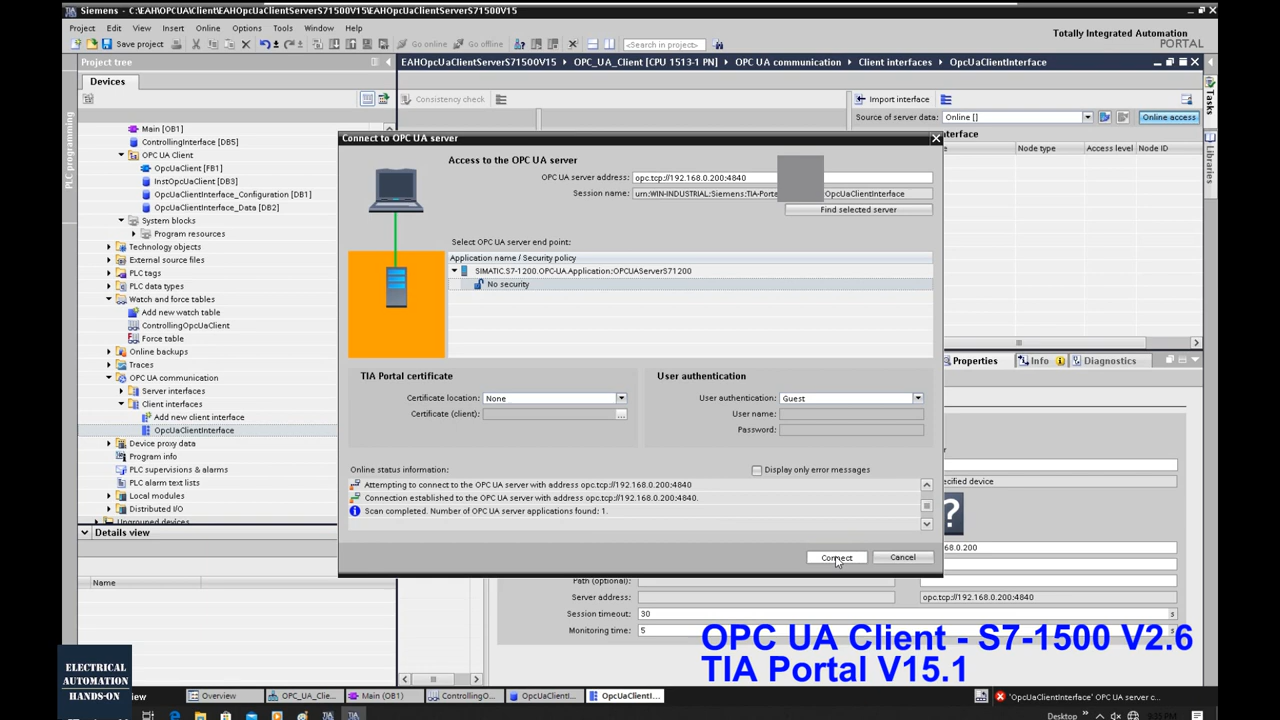 Siemens - C:\EAH\OPCUA\Client\EAHOpcUaClientServerS71500V15\EAHOpcUaClientServerS71500V15
Project Edit View Insert Online Options Tools Window Help
Totally Integrated Automation
PORTAL
Save project
Go online
Go offline
<Search in project>
Project tree
EAHOpcUaClientServerS71500V15 OPC_UA_Client [CPU 1513-1 PN] OPC UA communication Client interfaces OpcUaClientInterface
Devices
Consistency check
Import interface
Source of server data: Online []
Online access
Tasks
Libraries
PLC programming
Node type Access level Node ID
Main [OB1]
ControllingInterface [DB5]
OPC UA Client
OpcUaClient [FB1]
InstOpcUaClient [DB3]
OpcUaClientInterface_Configuration [DB1]
OpcUaClientInterface_Data [DB2]
System blocks
Program resources
Technology objects
External source files
PLC tags
PLC data types
Watch and force tables
Add new watch table
ControllingOpcUaClient
Force table
Online backups
Traces
OPC UA communication
Server interfaces
Client interfaces
Add new client interface
OpcUaClientInterface
Device proxy data
Program info
PLC supervisions & alarms
PLC alarm text lists
Local modules
Distributed I/O
Ungrouped devices
Details view
Name
Connect to OPC UA server
Access to the OPC UA server
OPC UA server address: opc.tcp://192.168.0.200:4840
Session name: urn:WIN-INDUSTRIAL:Siemens:TIA-Porta OpcUaClientInterface
Find selected server
Select OPC UA server end point:
Application name / Security policy
SIMATIC.S7-1200.OPC-UA.Application:OPCUAServerS71200
No security
TIA Portal certificate
Certificate location: None
Certificate (client):
...
User authentication
User authentication: Guest
User name:
Password:
Online status information:
Display only error messages
Attempting to connect to the OPC UA server with address opc.tcp://192.168.0.200:4840
Connection established to the OPC UA server with address opc.tcp://192.168.0.200:4840.
Scan completed. Number of OPC UA server applications found: 1.
Connect
Cancel
Properties Info Diagnostics
Path (optional):
Server address: opc.tcp://192.168.0.200:4840
Session timeout: 30 s
Monitoring time: 5 s
OPC UA Client - S7-1500 V2.6
TIA Portal V15.1
ELECTRICAL
AUTOMATION
HANDS-ON
Overview OPC_UA_Clie... Main (OB1) ControllingO... OpcUaClientI... OpcUaClientI...
'OpcUaClientInterface' OPC UA server c...
Desktop